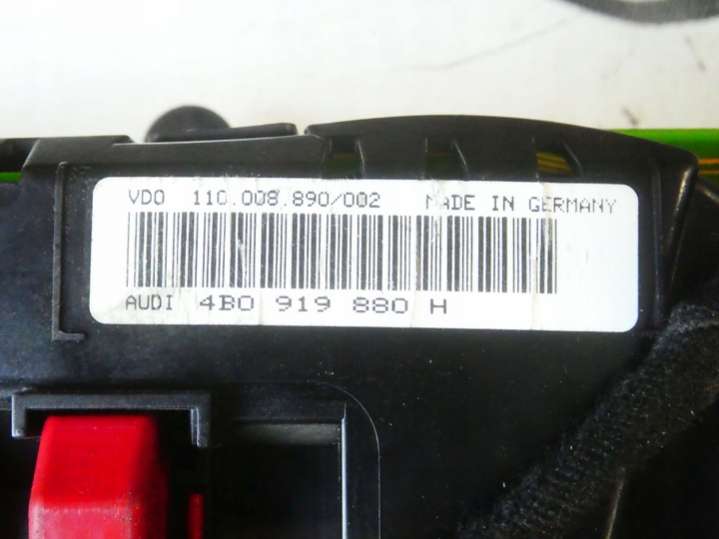 VDO 110.008.890/002 MADE IN GERMANY
AUDI 4B0 919 880 H